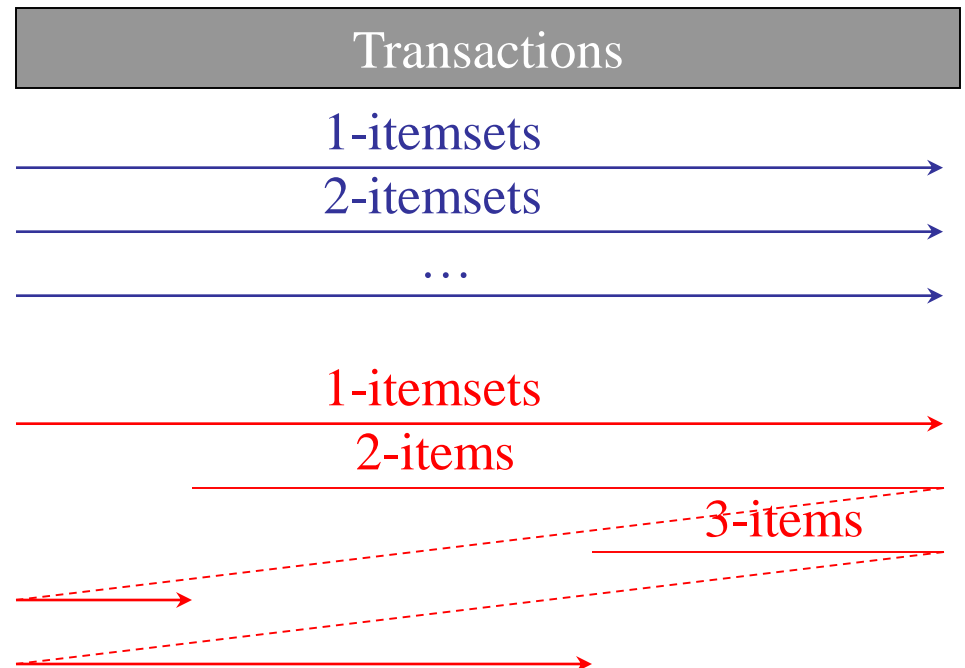 Transactions
1-itemsets
2-itemsets
…
1-itemsets
2-items
3-items